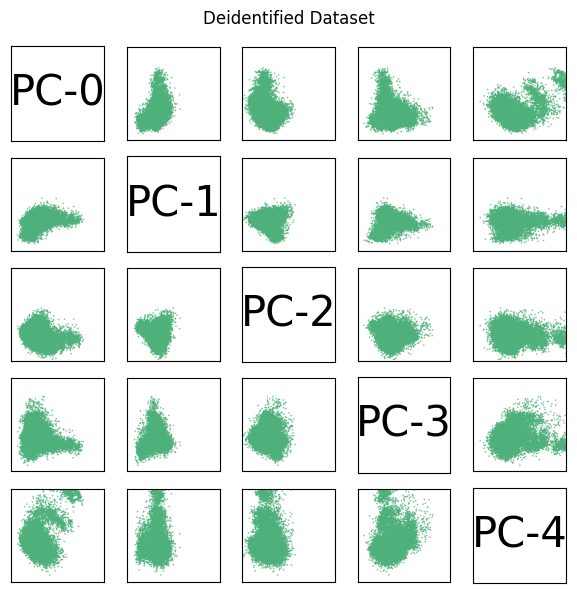 Deidentified Dataset
PC-0
PC-1
PC-2
PC-3
PC-4